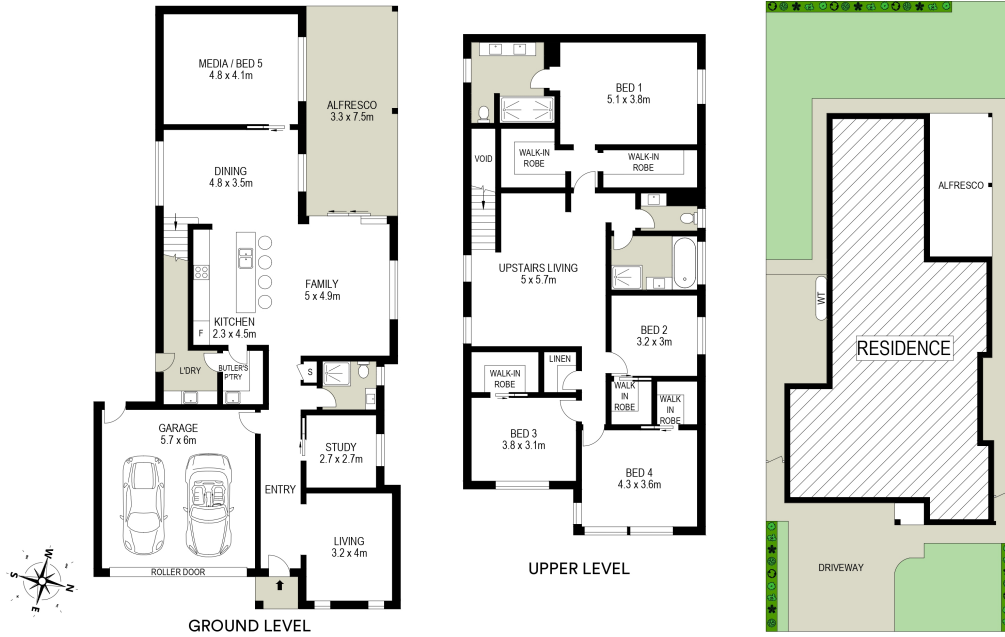 MEDIA / BED 5
4.8 x 4.1m
ALFRESCO
3.3 x 7.5m
DINING
4.8 x 3.5m
FAMILY
5 x 4.9m
KITCHEN
2.3 x 4.5m
F
L'DRY
BUTLER'S
P'TRY
S
GARAGE
5.7 x 6m
STUDY
2.7 x 2.7m
ENTRY
LIVING
3.2 x 4m
ROLLER DOOR
W
N
S
E
GROUND LEVEL
BED 1
5.1 x 3.8m
VOID
WALK-IN
ROBE
WALK-IN
ROBE
UPSTAIRS LIVING
5 x 5.7m
BED 2
3.2 x 3m
WALK-IN
ROBE
LINEN
WALK
IN
ROBE
WALK
IN
ROBE
BED 3
3.8 x 3.1m
BED 4
4.3 x 3.6m
UPPER LEVEL
ALFRESCO
WT
RESIDENCE
DRIVEWAY